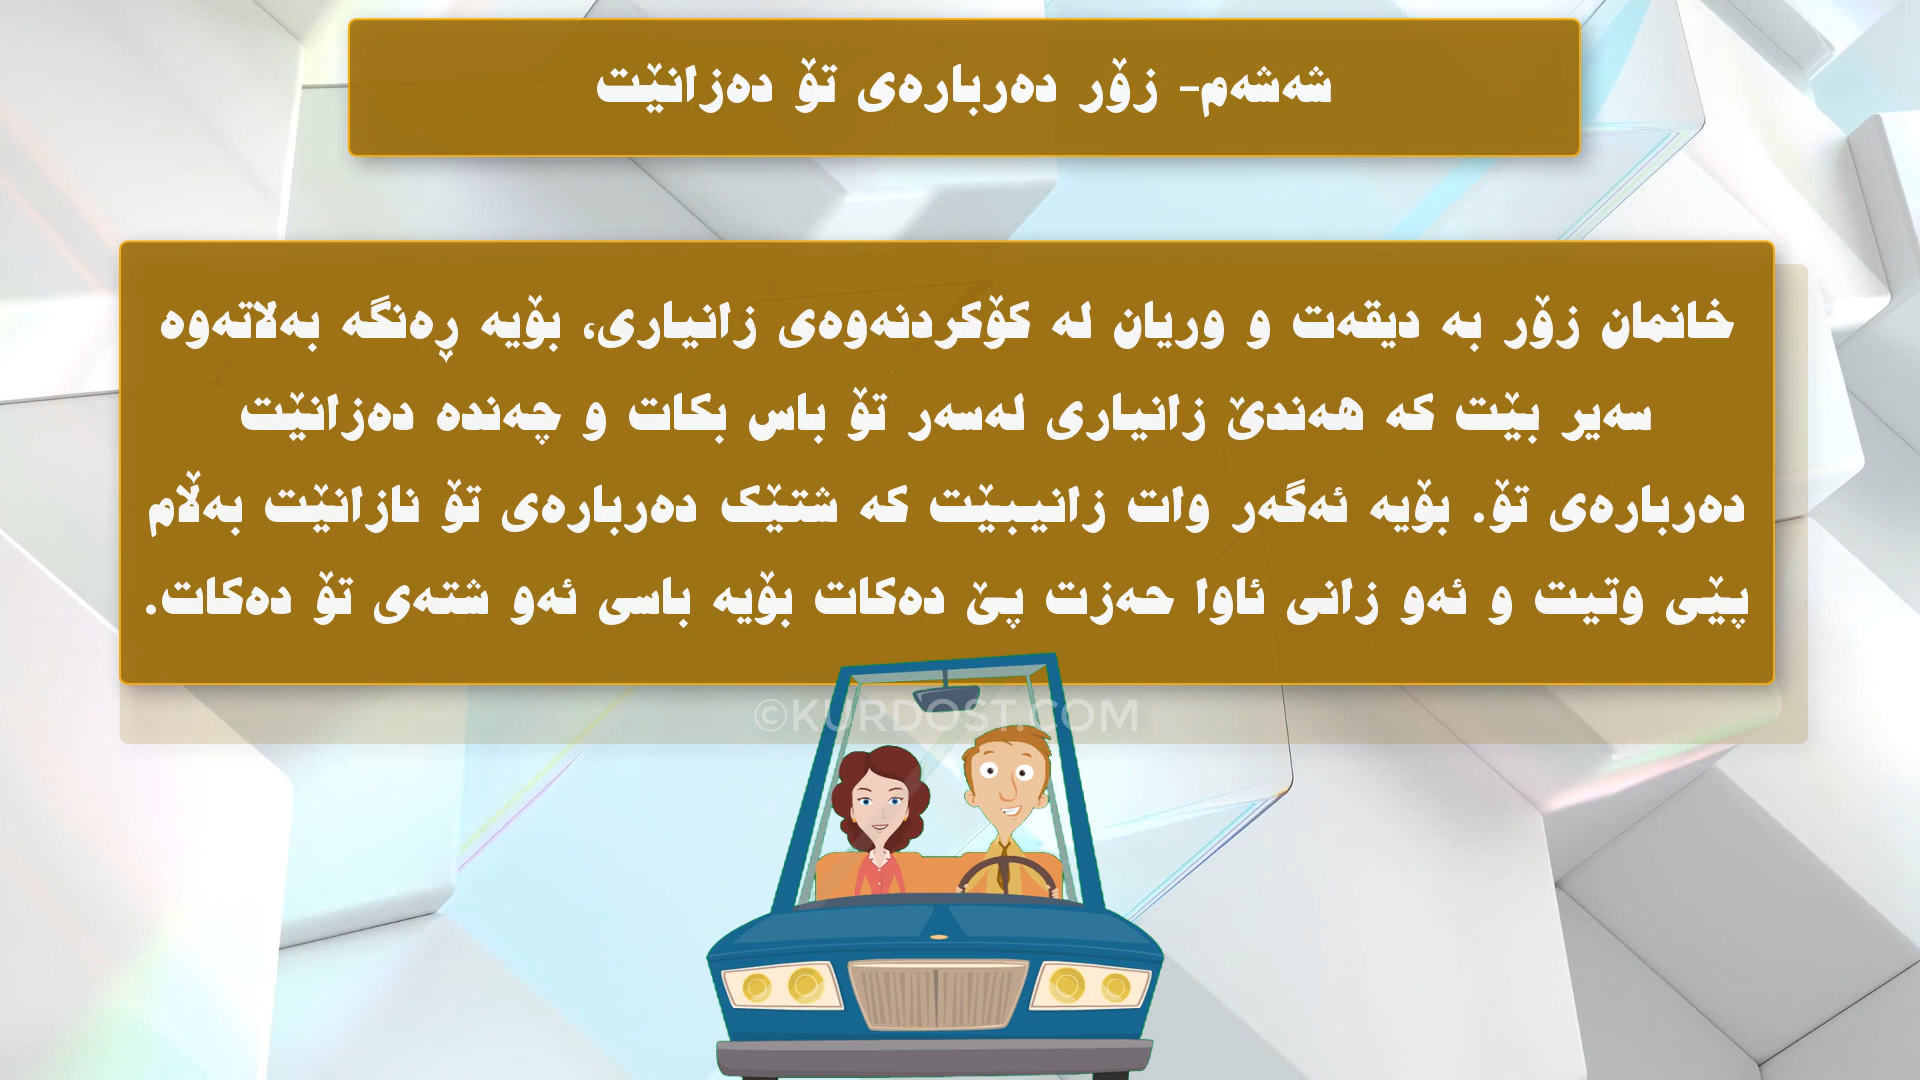 شەشەم- زۆر دەربارەی تۆ دەزانێت
خانمان زۆر بە دیقەت و وریان لە کۆکردنەوەی زانیاری، بۆیە ڕەنگە بەلاتەوە
سەیر بێت کە هەندێ زانیاری لەسەر تۆ باس بکات و چەندە دەزانێت
دەربارەی تۆ. بۆیە ئەگەر وات زانیبێت کە شتێک دەربارەی تۆ نازانێت بەڵام
پێی وتیت و ئەو زانی ئاوا حەزت پێ دەکات بۆیە باسی ئەو شتەی تۆ دەکات.
©KURDOST.COM